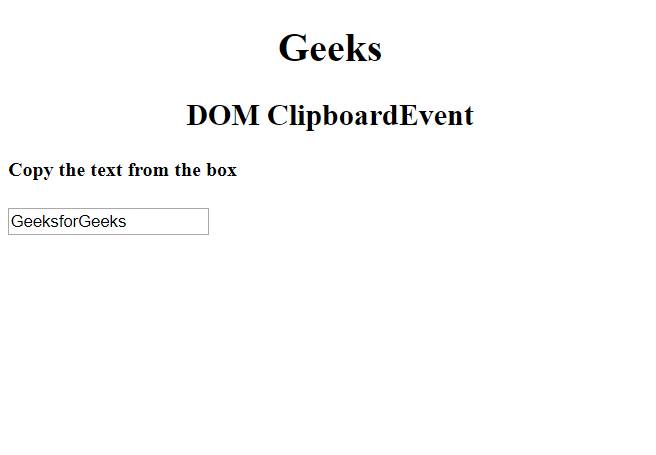 Geeks
DOM ClipboardEvent
Copy the text from the box
GeeksforGeeks